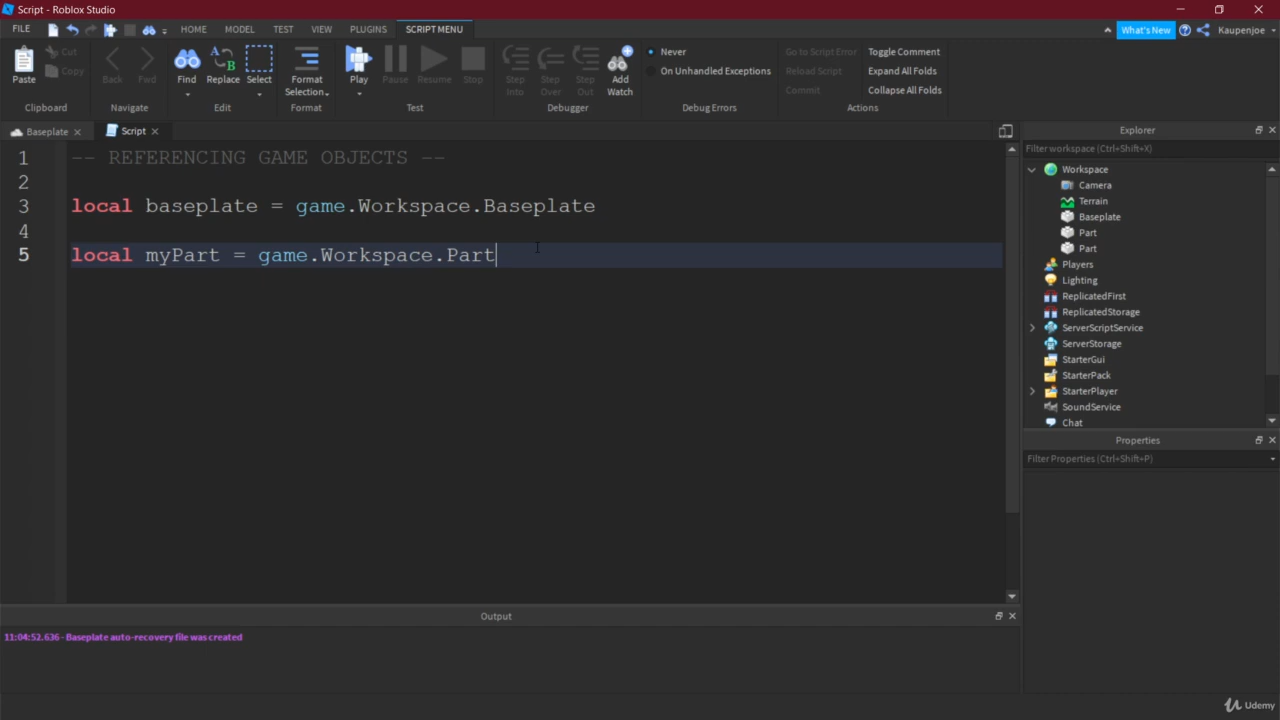 Script - Roblox Studio
FILE
HOME
MODEL
TEST
VIEW
PLUGINS
SCRIPT MENU
What's New
Kaupenjoe
Paste
Cut
Copy
Clipboard
Back
Fwd
Navigate
Find
Replace
Select
Edit
Format
Selection
Format
Play
Pause
Resume
Stop
Test
Step
Into
Step
Over
Step
Out
Add
Watch
Debugger
Never
On Unhandled Exceptions
Debug Errors
Go to Script Error
Reload Script
Commit
Toggle Comment
Expand All Folds
Collapse All Folds
Actions
Baseplate
Script
1 -- REFERENCING GAME OBJECTS --
2
3 local baseplate = game.Workspace.Baseplate
4
5 local myPart = game.Workspace.Part
Explorer
Filter workspace (Ctrl+Shift+X)
Workspace
Camera
Terrain
Baseplate
Part
Part
Players
Lighting
ReplicatedFirst
ReplicatedStorage
ServerScriptService
ServerStorage
StarterGui
StarterPack
StarterPlayer
SoundService
Chat
Properties
Filter Properties (Ctrl+Shift+P)
Output
11:04:52.636 - Baseplate auto-recovery file was created
Udemy